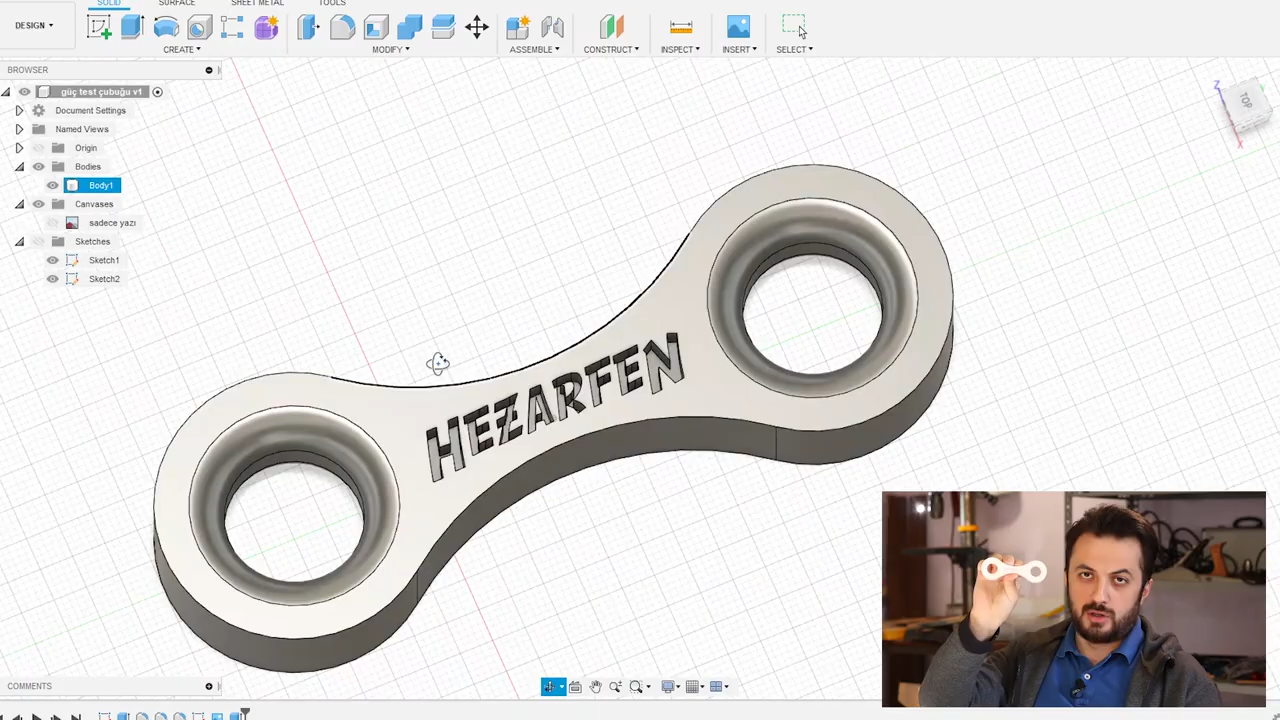 SOLID
SURFACE
SHEET METAL
TOOLS
DESIGN
CREATE
MODIFY
ASSEMBLE
CONSTRUCT
INSPECT
INSERT
SELECT
BROWSER
güç test çubuğu v1
Document Settings
Named Views
Origin
Bodies
Body1
Canvases
sadece yazı
Sketches
Sketch1
Sketch2
HEZARFEN
TOP
Z
X
COMMENTS